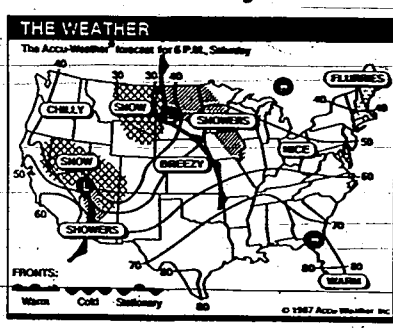 THE WEATHER
The Accu-Weather® forecast for 6 P.M., Saturday
40 30 30 40
FLURRIES
CHILLY SNOW SHOWERS
40 40
SNOW BREEZY NICE
50
50
60
60
SHOWERS
70
70
80 80
80
WARM
FRONTS:
Warm Cold Stationary
© 1987 Accu-Weather, Inc.